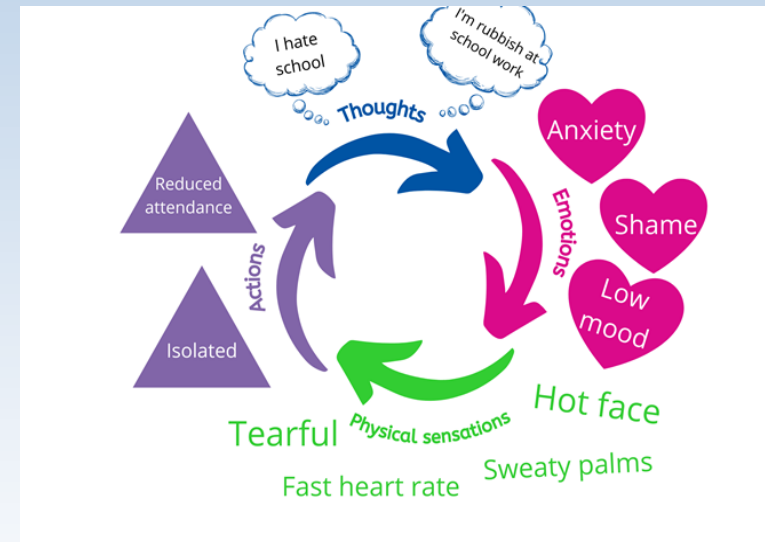 I hate
school
I'm rubbish at
school work
Thoughts
Anxiety
Shame
Low
mood
Emotions
Hot face
Sweaty palms
Physical sensations
Tearful
Fast heart rate
Actions
Reduced
attendance
Isolated